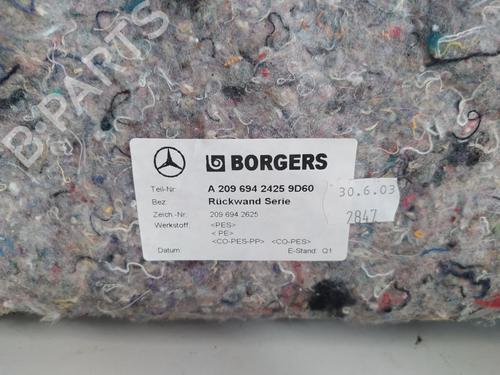 B-PARTS
BORGERS
Teil-Nr: A 209 694 2425 9D60
Bez: Rückwand Serie
Zeich.-Nr: 209 694 2625
Werkstoff: <PES>
< PE>
<CO-PES-PP> <CO-PES>
Datum: E-Stand: Q1
30.6.03
2847